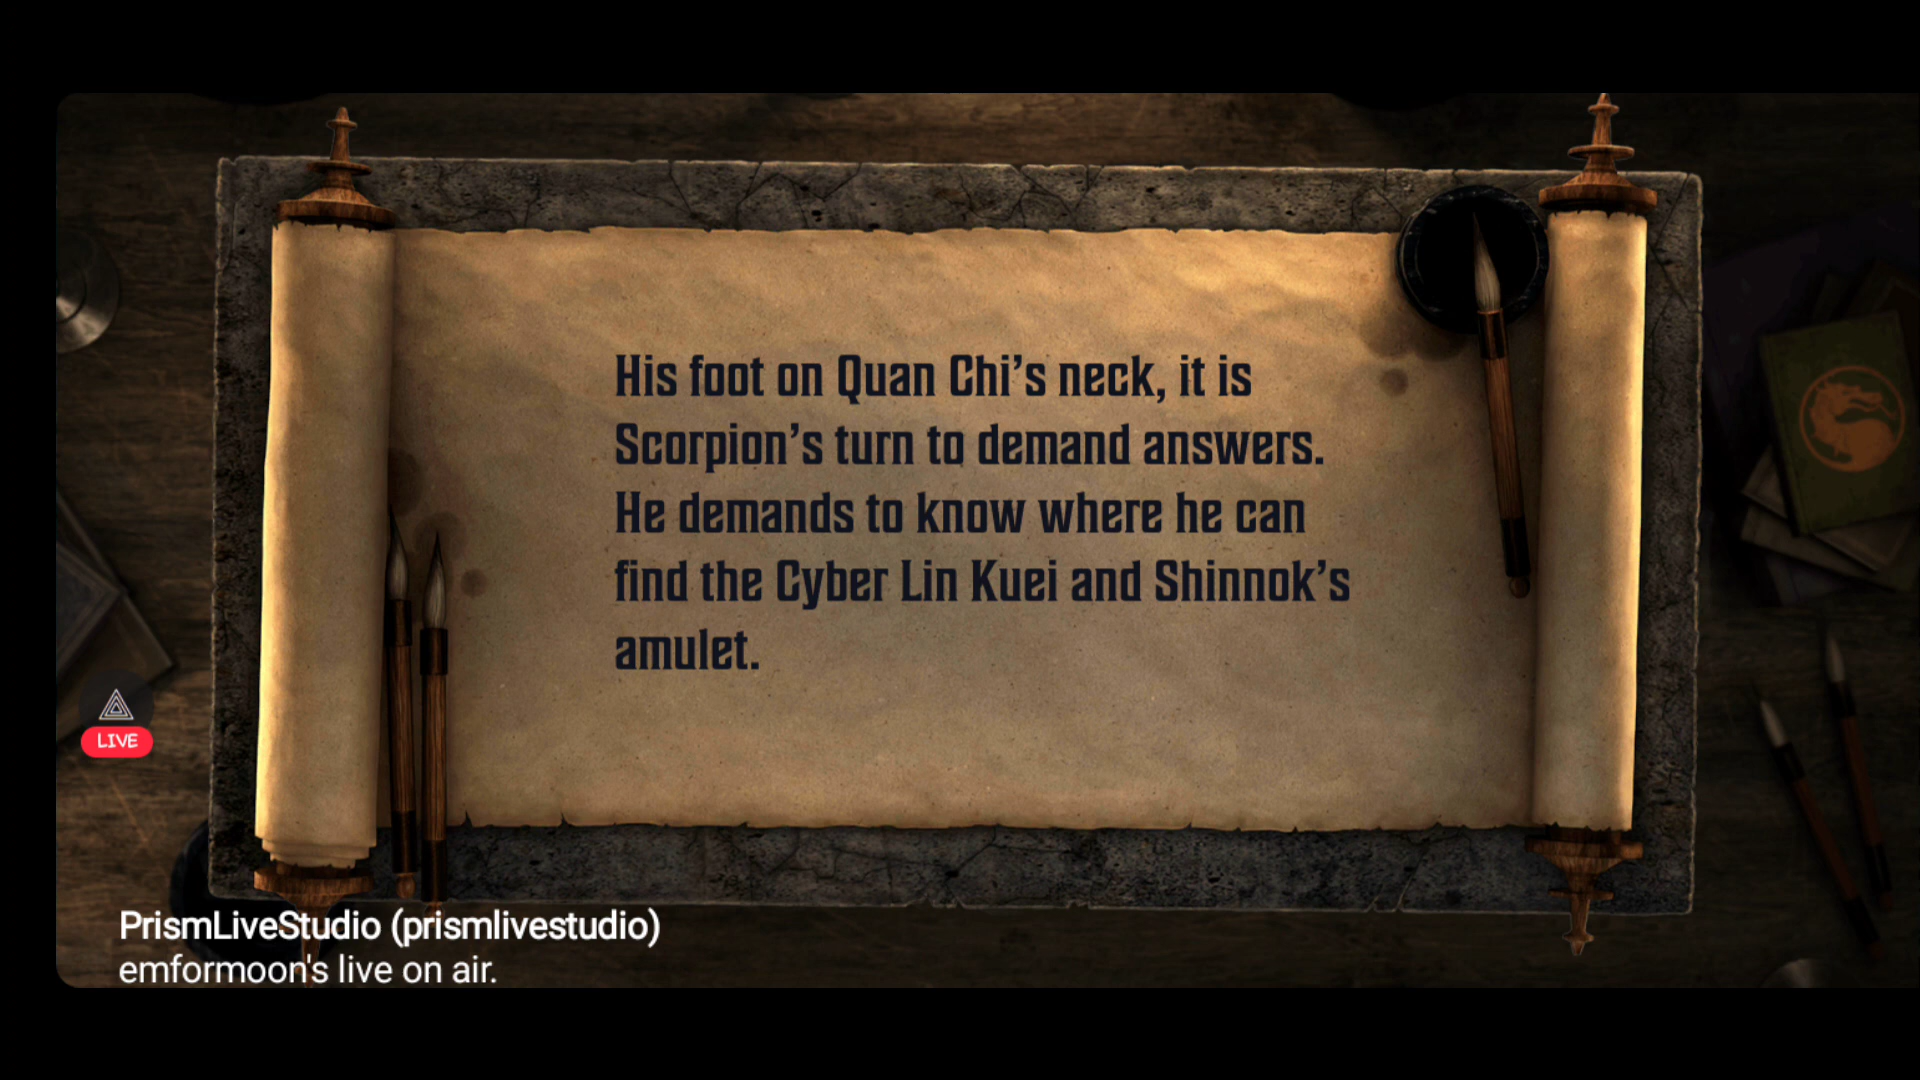 His foot on Quan Chi’s neck, it is
Scorpion’s turn to demand answers.
He demands to know where he can
find the Cyber Lin Kuei and Shinnok’s
amulet.
LIVE
PrismLiveStudio (prismlivestudio)
emformoon's live on air.